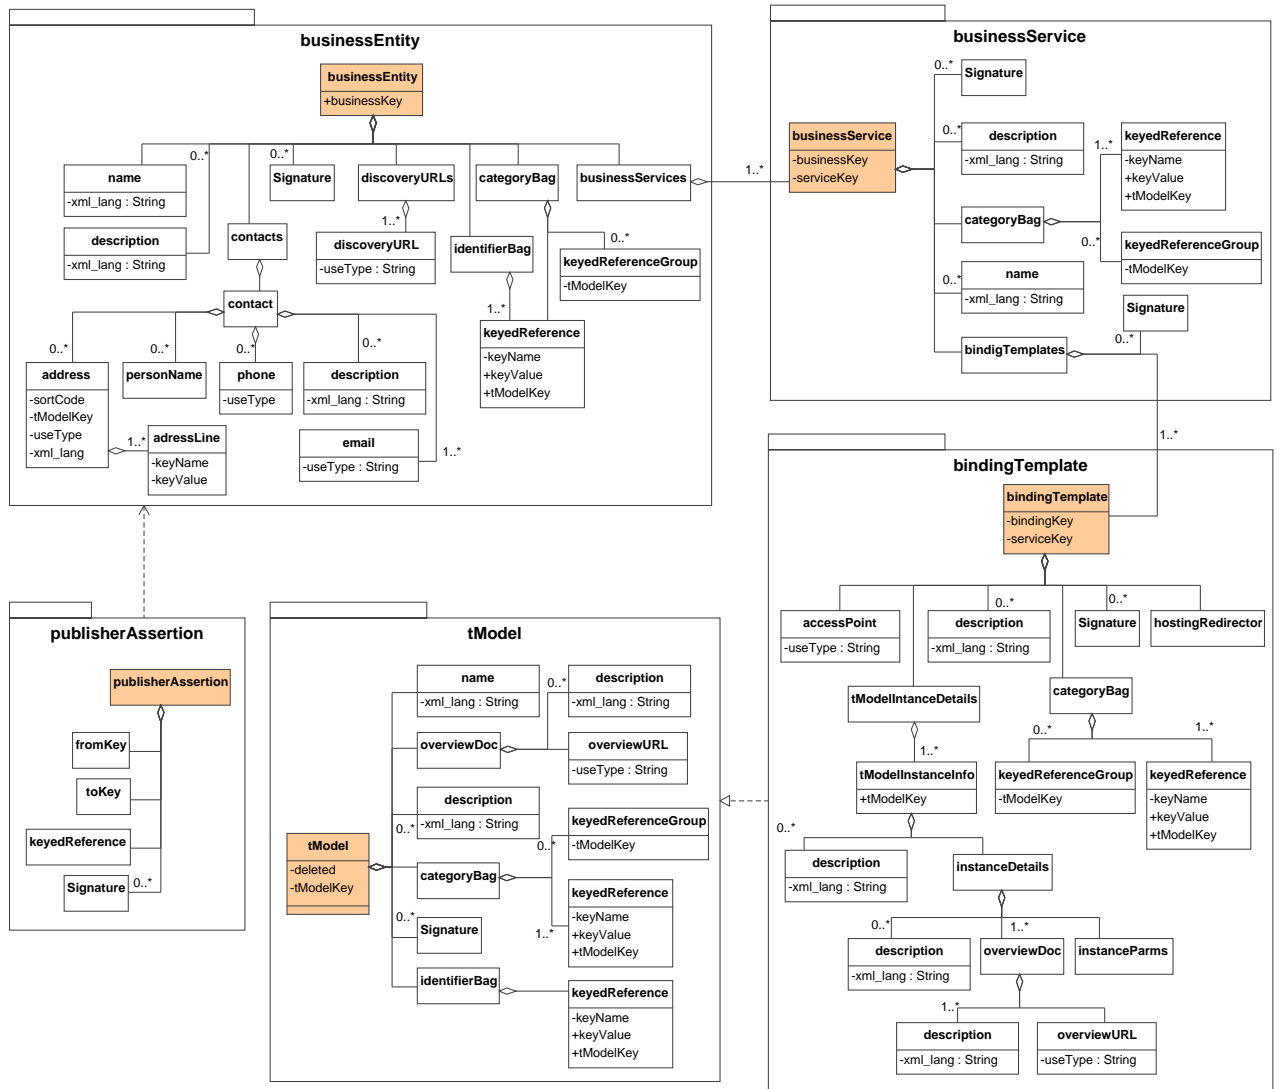 businessEntity
businessEntity
+businessKey
0..*
0..*
name
-xml_lang : String
Signature
discoveryURLs
categoryBag
businessServices
1..*
description
-xml_lang : String
contacts
1..*
discoveryURL
-useType : String
identifierBag
0..*
keyedReferenceGroup
-tModelKey
contact
1..*
keyedReference
-keyName
+keyValue
+tModelKey
0..*
0..*
0..*
0..*
address
-sortCode
-tModelKey
-useType
-xml_lang
personName
phone
-useType
description
-xml_lang : String
1..*
adressLine
-keyName
-keyValue
email
-useType : String
1..*
businessService
0..*
Signature
businessService
-businessKey
-serviceKey
0..*
description
-xml_lang : String
1..*
keyedReference
-keyName
+keyValue
+tModelKey
categoryBag
0..*
keyedReferenceGroup
-tModelKey
0..*
name
-xml_lang : String
Signature
0..*
bindigTemplates
1..*
bindingTemplate
bindingTemplate
-bindingKey
-serviceKey
accessPoint
-useType : String
0..*
description
-xml_lang : String
0..*
Signature
hostingRedirector
tModelIntanceDetails
categoryBag
1..*
0..*
1..*
tModelInstanceInfo
+tModelKey
keyedReferenceGroup
-tModelKey
keyedReference
-keyName
+keyValue
+tModelKey
0..*
description
-xml_lang : String
instanceDetails
0..*
1..*
description
-xml_lang : String
overviewDoc
instanceParms
1..*
description
-xml_lang : String
overviewURL
-useType : String
publisherAssertion
publisherAssertion
fromKey
toKey
keyedReference
Signature
0..*
tModel
name
-xml_lang : String
0..*
description
-xml_lang : String
overviewDoc
overviewURL
-useType : String
description
-xml_lang : String
0..*
keyedReferenceGroup
-tModelKey
0..*
tModel
-deleted
-tModelKey
categoryBag
keyedReference
-keyName
+keyValue
+tModelKey
1..*
0..*
Signature
identifierBag
keyedReference
-keyName
+keyValue
+tModelKey